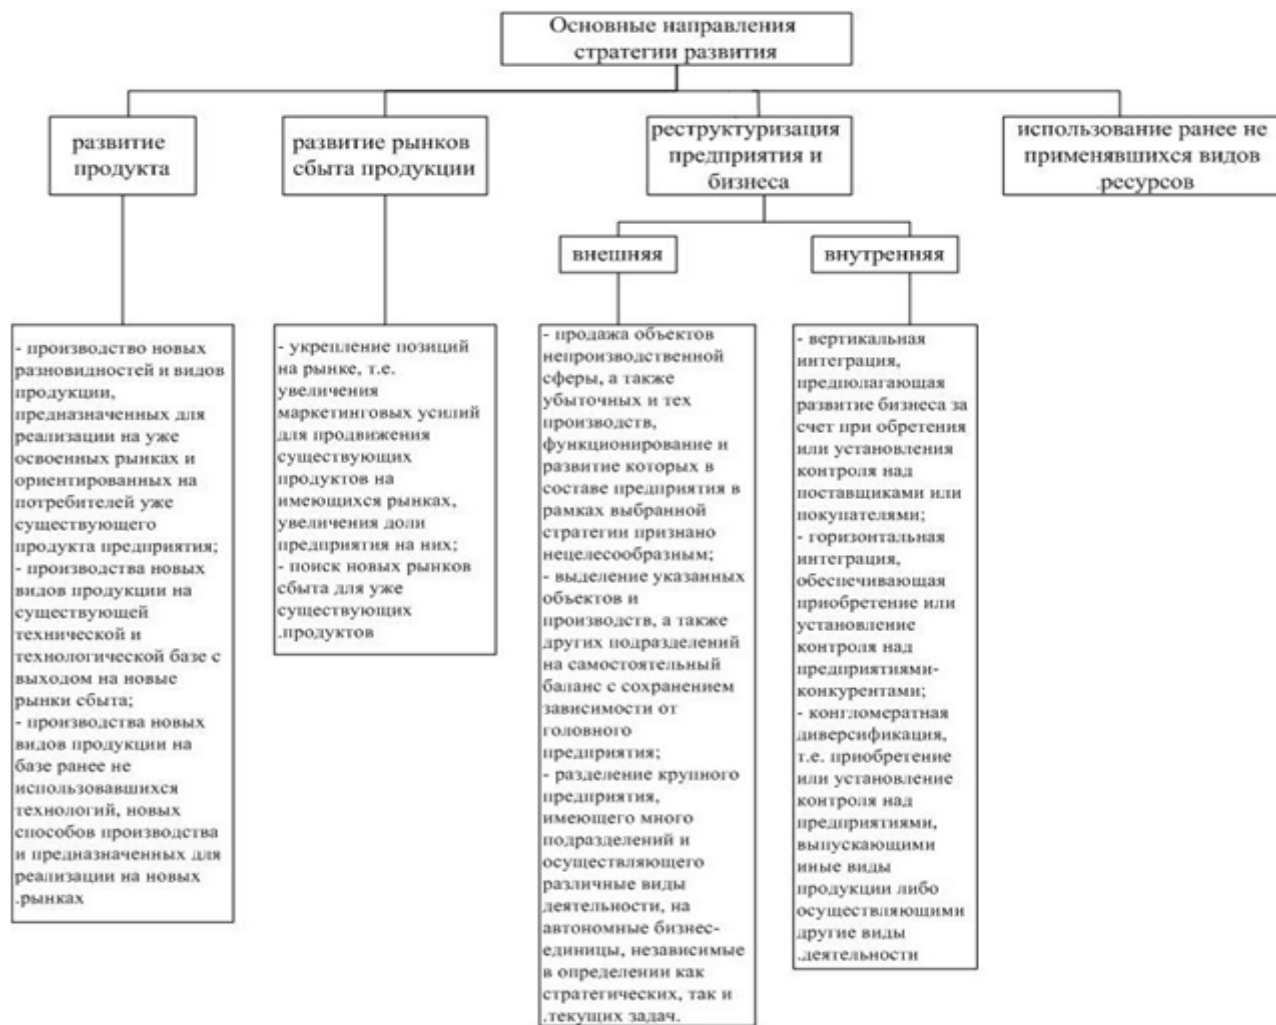 Основные направления
стратегии развития
развитие
продукта
развитие рынков
сбыта продукции
реструктуризация
предприятия и
бизнеса
использование ранее не
применявшихся видов
.ресурсов
внешняя
внутренняя
- производство новых
разновидностей и видов
продукции,
предназначенных для
реализации на уже
освоенных рынках и
ориентированных на
потребителей уже
существующего
продукта предприятия;
- производства новых
видов продукции на
существующей
технической и
технологической базе с
выходом на новые
рынки сбыта;
- производства новых
видов продукции на
базе ранее не
использовавшихся
технологий, новых
способов производства
и предназначенных для
реализации на новых
.рынках
- укрепление позиций
на рынке, т.е.
увеличения
маркетинговых усилий
для продвижения
существующих
продуктов на
имеющихся рынках,
увеличения доли
предприятия на них;
- поиск новых рынков
сбыта для уже
существующих
.продуктов
- продажа объектов
непроизводственной
сферы, а также
убыточных и тех
производств,
функционирование и
развитие которых в
составе предприятия в
рамках выбранной
стратегии признано
нецелесообразным;
- выделение указанных
объектов и
производств, а также
других подразделений
на самостоятельный
баланс с сохранением
зависимости от
головного
предприятия;
- разделение крупного
предприятия,
имеющего много
подразделений и
осуществляющего
различные виды
деятельности, на
автономные бизнес-
единицы, независимые
в определении как
стратегических, так и
.текущих задач.
- вертикальная
интеграция,
предполагающая
развитие бизнеса за
счет при обретения
или установления
контроля над
поставщиками или
покупателями;
- горизонтальная
интеграция,
обеспечивающая
приобретение или
установление
контроля над
предприятиями-
конкурентами;
- конгломератная
диверсификация,
т.е. приобретение
или установление
контроля над
предприятиями,
выпускающими
иные виды
продукции либо
осуществляющими
другие виды
.деятельности